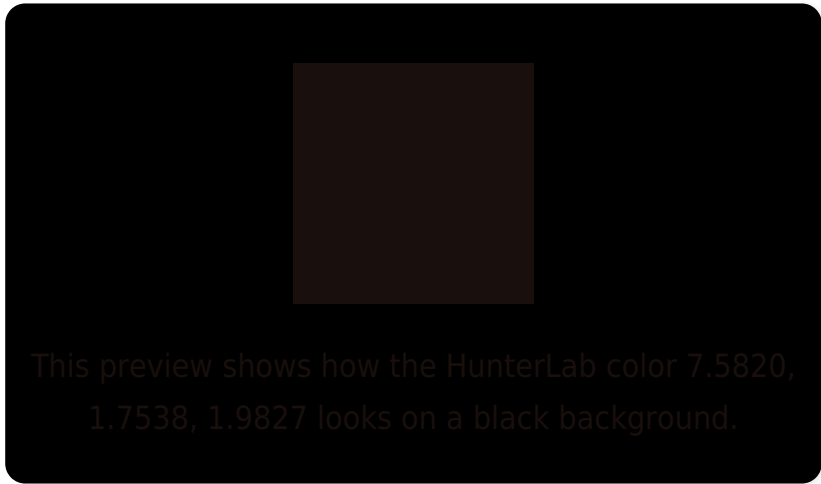 This preview shows how the HunterLab color 7.5820,
1.7538, 1.9827 looks on a black background.